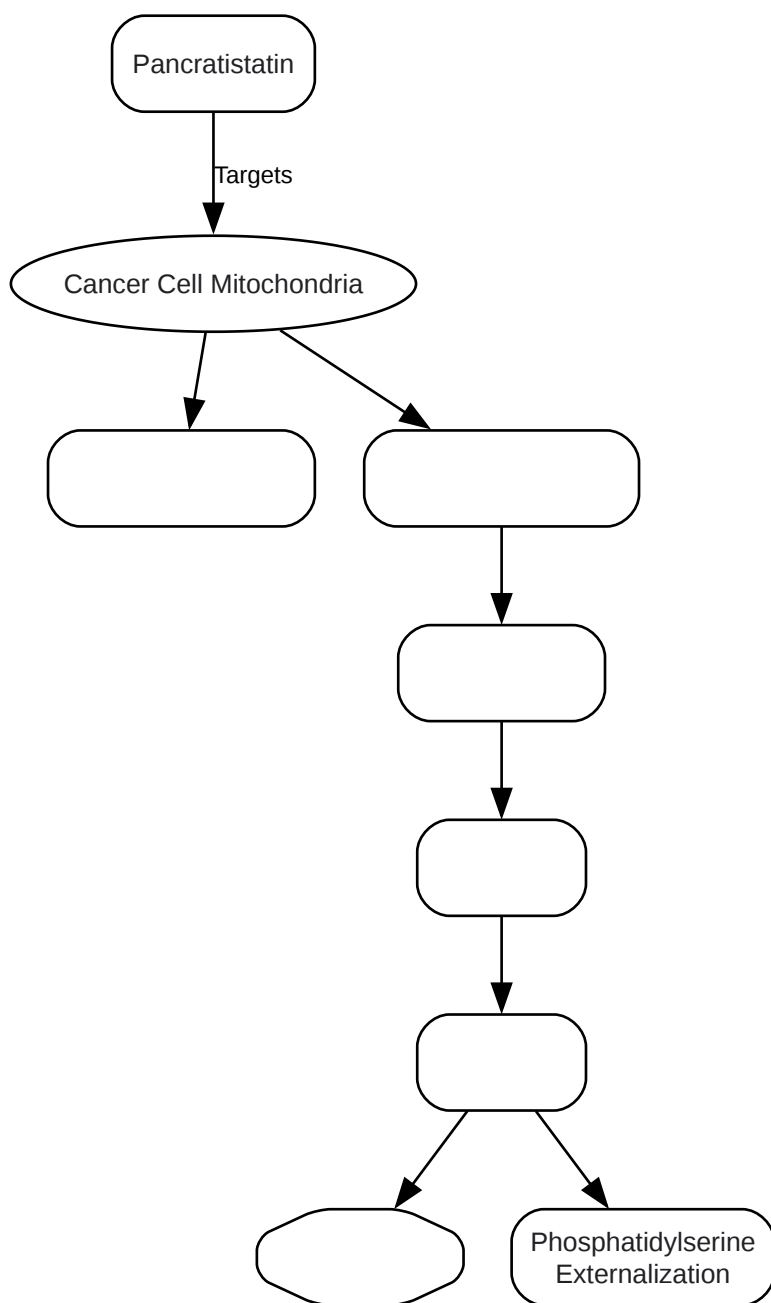 Pancratistatin
Targets
Cancer Cell Mitochondria
Phosphatidylserine
Externalization